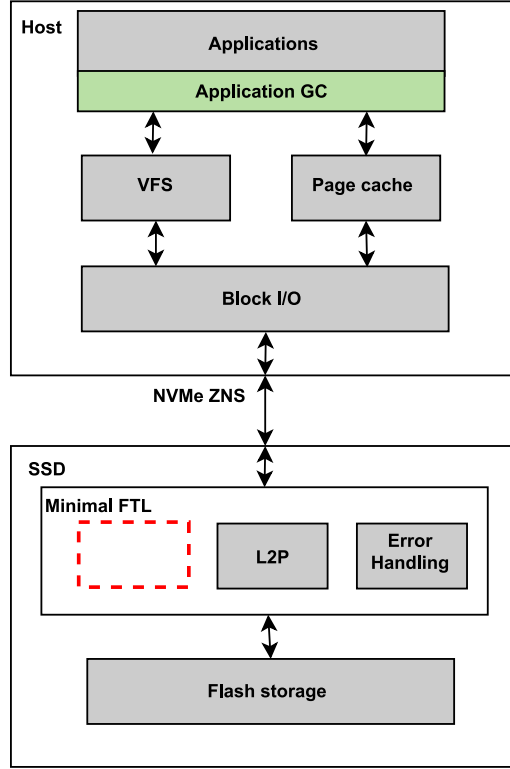 Host
Applications
Application GC
VFS
Page cache
Block I/O
NVMe ZNS
SSD
Minimal FTL
L2P
Error
Handling
Flash storage